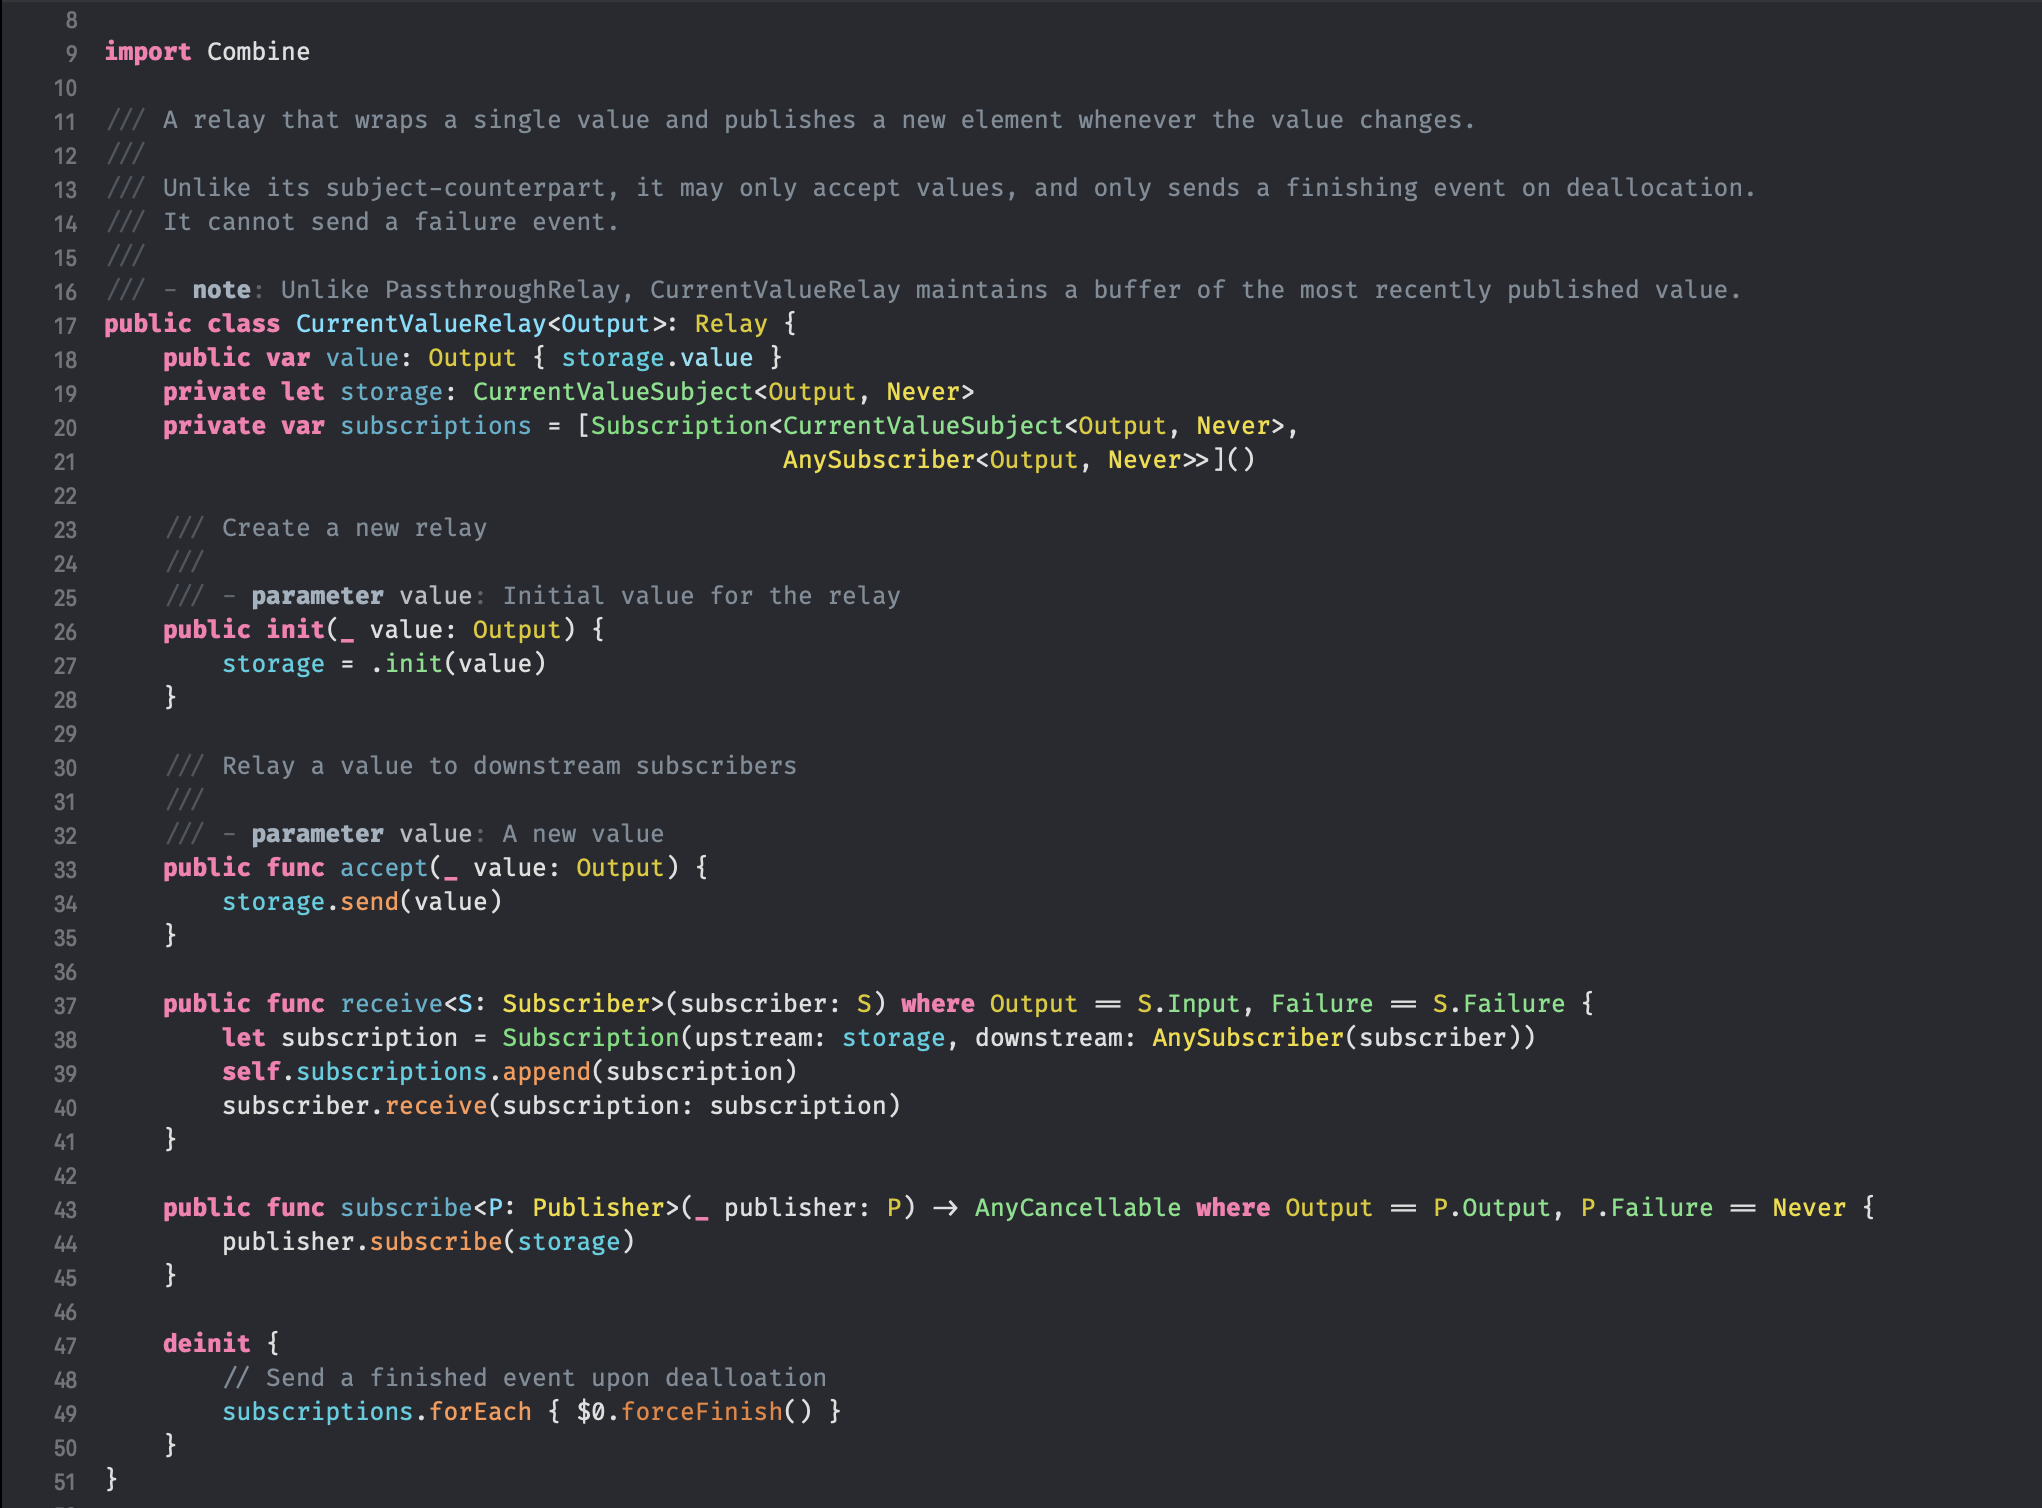 8
9 import Combine
10
11 /// A relay that wraps a single value and publishes a new element whenever the value changes.
12 ///
13 /// Unlike its subject-counterpart, it may only accept values, and only sends a finishing event on deallocation.
14 /// It cannot send a failure event.
15 ///
16 /// - note: Unlike PassthroughRelay, CurrentValueRelay maintains a buffer of the most recently published value.
17 public class CurrentValueRelay<Output>: Relay {
18     public var value: Output { storage.value }
19     private let storage: CurrentValueSubject<Output, Never>
20     private var subscriptions = [Subscription<CurrentValueSubject<Output, Never>,
21                                               AnySubscriber<Output, Never>>]()
22
23     /// Create a new relay
24     ///
25     /// - parameter value: Initial value for the relay
26     public init(_ value: Output) {
27         storage = .init(value)
28     }
29
30     /// Relay a value to downstream subscribers
31     ///
32     /// - parameter value: A new value
33     public func accept(_ value: Output) {
34         storage.send(value)
35     }
36
37     public func receive<S: Subscriber>(subscriber: S) where Output == S.Input, Failure == S.Failure {
38         let subscription = Subscription(upstream: storage, downstream: AnySubscriber(subscriber))
39         self.subscriptions.append(subscription)
40         subscriber.receive(subscription: subscription)
41     }
42
43     public func subscribe<P: Publisher>(_ publisher: P) -> AnyCancellable where Output == P.Output, P.Failure == Never {
44         publisher.subscribe(storage)
45     }
46
47     deinit {
48         // Send a finished event upon dealloation
49         subscriptions.forEach { $0.forceFinish() }
50     }
51 }